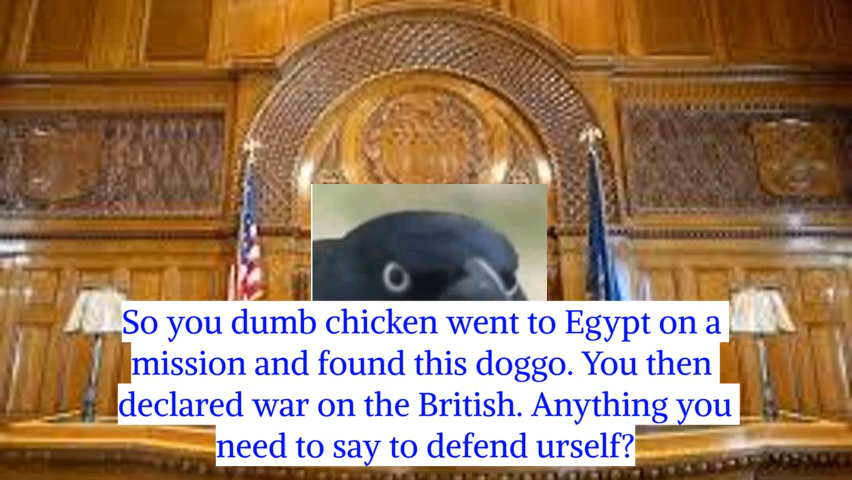 So you dumb chicken went to Egypt on a
mission and found this doggo. You then
declared war on the British. Anything you
need to say to defend urself?